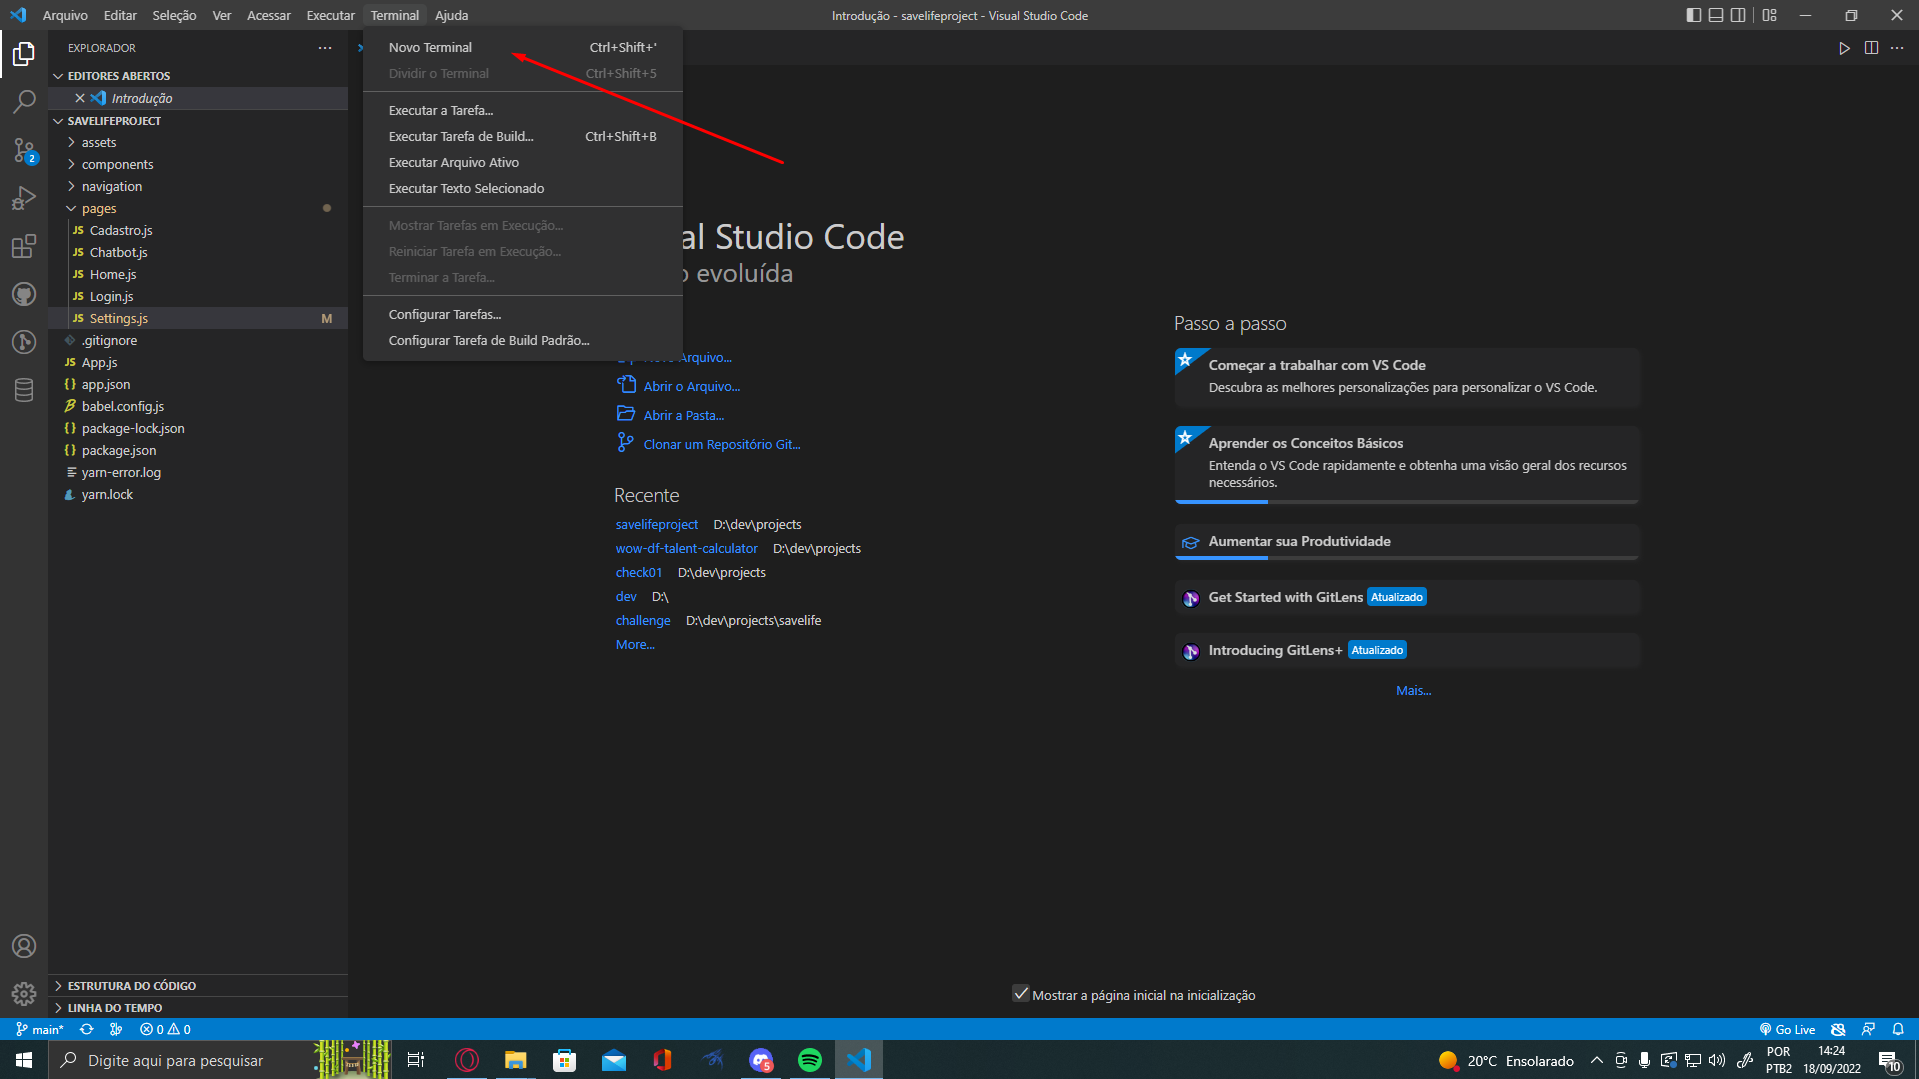 Arquivo Editar Seleção Ver Acessar Executar Terminal Ajuda
Introdução - savelifeproject - Visual Studio Code
EXPLORADOR
EDITORES ABERTOS
Introdução
SAVELIFEPROJECT
assets
components
navigation
pages
JS Cadastro.js
JS Chatbot.js
JS Home.js
JS Login.js
JS Settings.js M
.gitignore
JS App.js
{} app.json
babel.config.js
{} package-lock.json
{} package.json
yarn-error.log
yarn.lock
ESTRUTURA DO CÓDIGO
LINHA DO TEMPO
2
Novo Terminal Ctrl+Shift+'
Dividir o Terminal Ctrl+Shift+5
Executar a Tarefa...
Executar Tarefa de Build... Ctrl+Shift+B
Executar Arquivo Ativo
Executar Texto Selecionado
Mostrar Tarefas em Execução...
Reiniciar Tarefa em Execução...
Terminar a Tarefa...
Configurar Tarefas...
Configurar Tarefa de Build Padrão...
al Studio Code
evoluída
Arquivo...
Abrir o Arquivo...
Abrir a Pasta...
Clonar um Repositório Git...
Recente
savelifeproject D:\dev\projects
wow-df-talent-calculator D:\dev\projects
check01 D:\dev\projects
dev D:\
challenge D:\dev\projects\savelife
More...
Passo a passo
Começar a trabalhar com VS Code
Descubra as melhores personalizações para personalizar o VS Code.
Aprender os Conceitos Básicos
Entenda o VS Code rapidamente e obtenha uma visão geral dos recursos
necessários.
Aumentar sua Produtividade
Get Started with GitLens Atualizado
Introducing GitLens+ Atualizado
Mais...
Mostrar a página inicial na inicialização
main* 0 0
Go Live
Digite aqui para pesquisar
5
20°C Ensolarado
POR
PTB2
14:24
18/09/2022
10